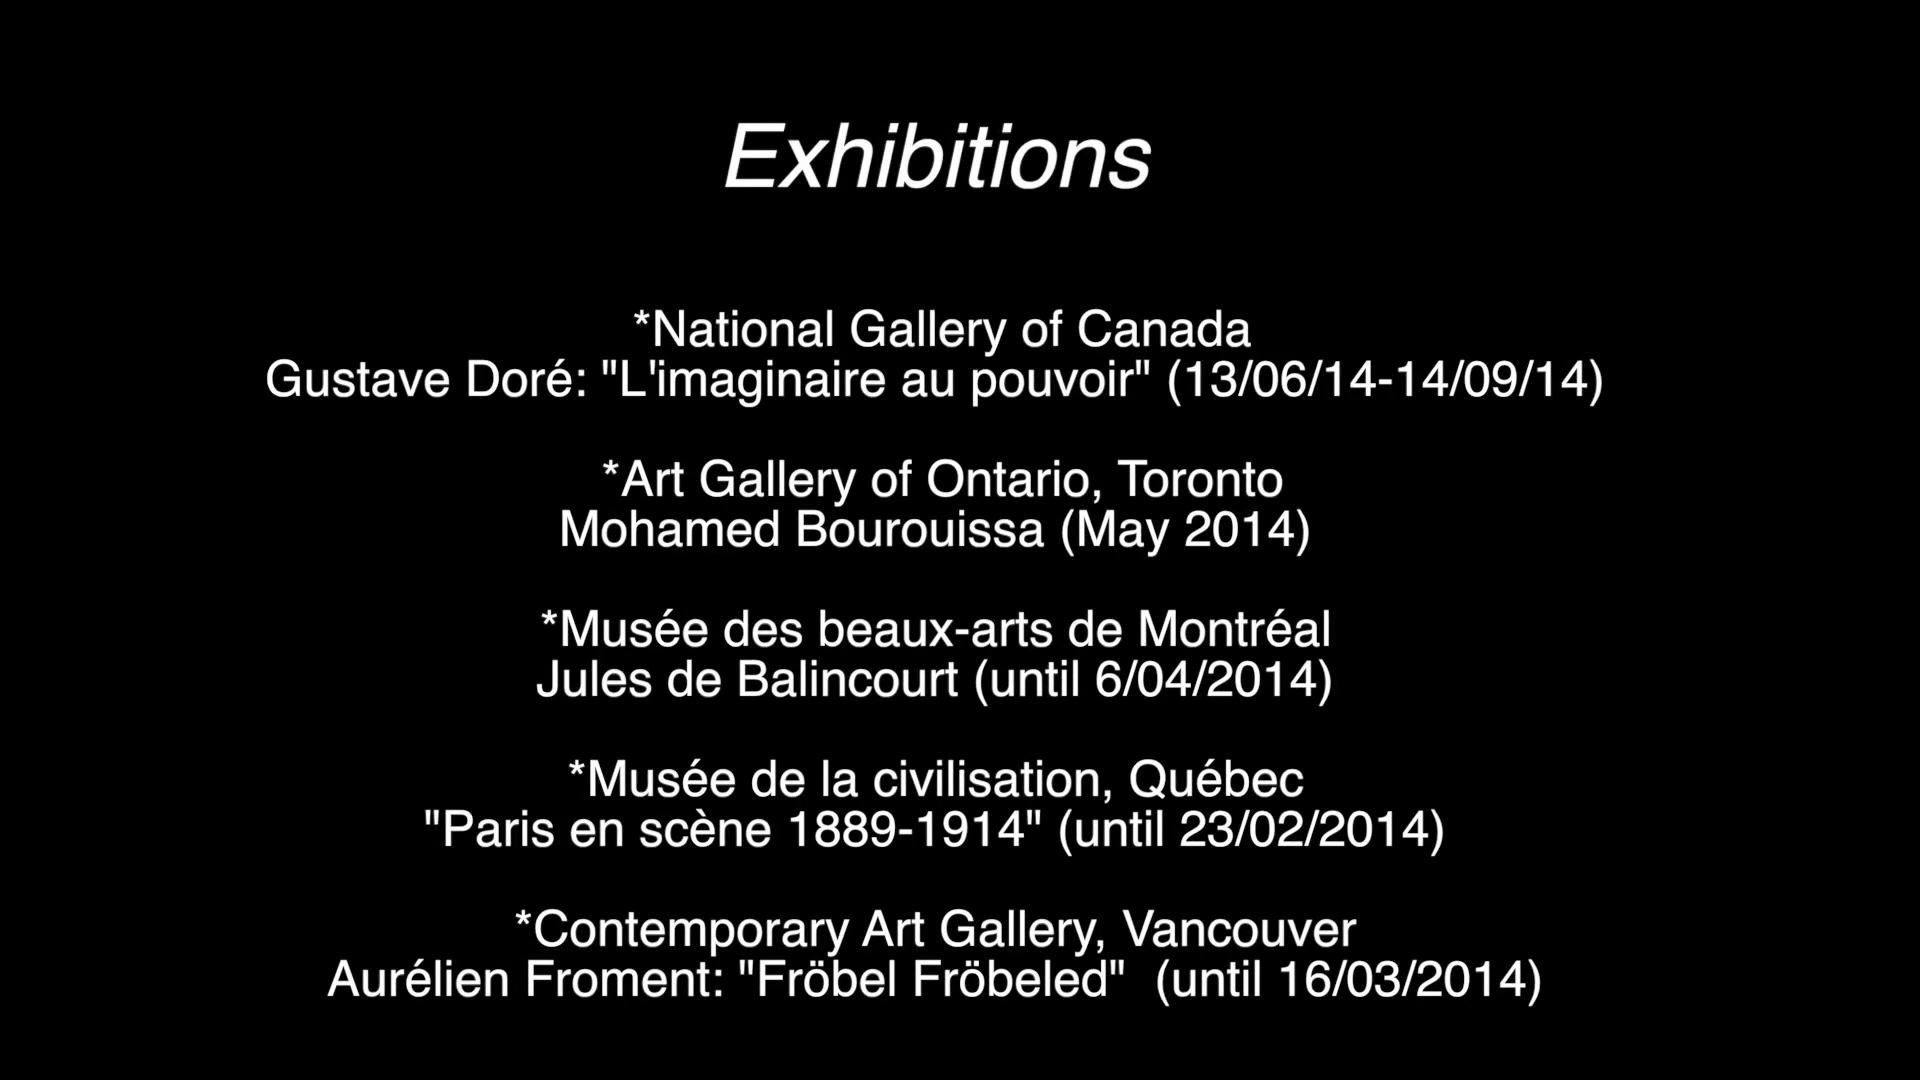 Exhibitions
*National Gallery of Canada
Gustave Doré: "L'imaginaire au pouvoir" (13/06/14-14/09/14)
*Art Gallery of Ontario, Toronto
Mohamed Bourouissa (May 2014)
*Musée des beaux-arts de Montréal
Jules de Balincourt (until 6/04/2014)
*Musée de la civilisation, Québec
"Paris en scène 1889-1914" (until 23/02/2014)
*Contemporary Art Gallery, Vancouver
Aurélien Froment: "Fröbel Fröbeled"  (until 16/03/2014)